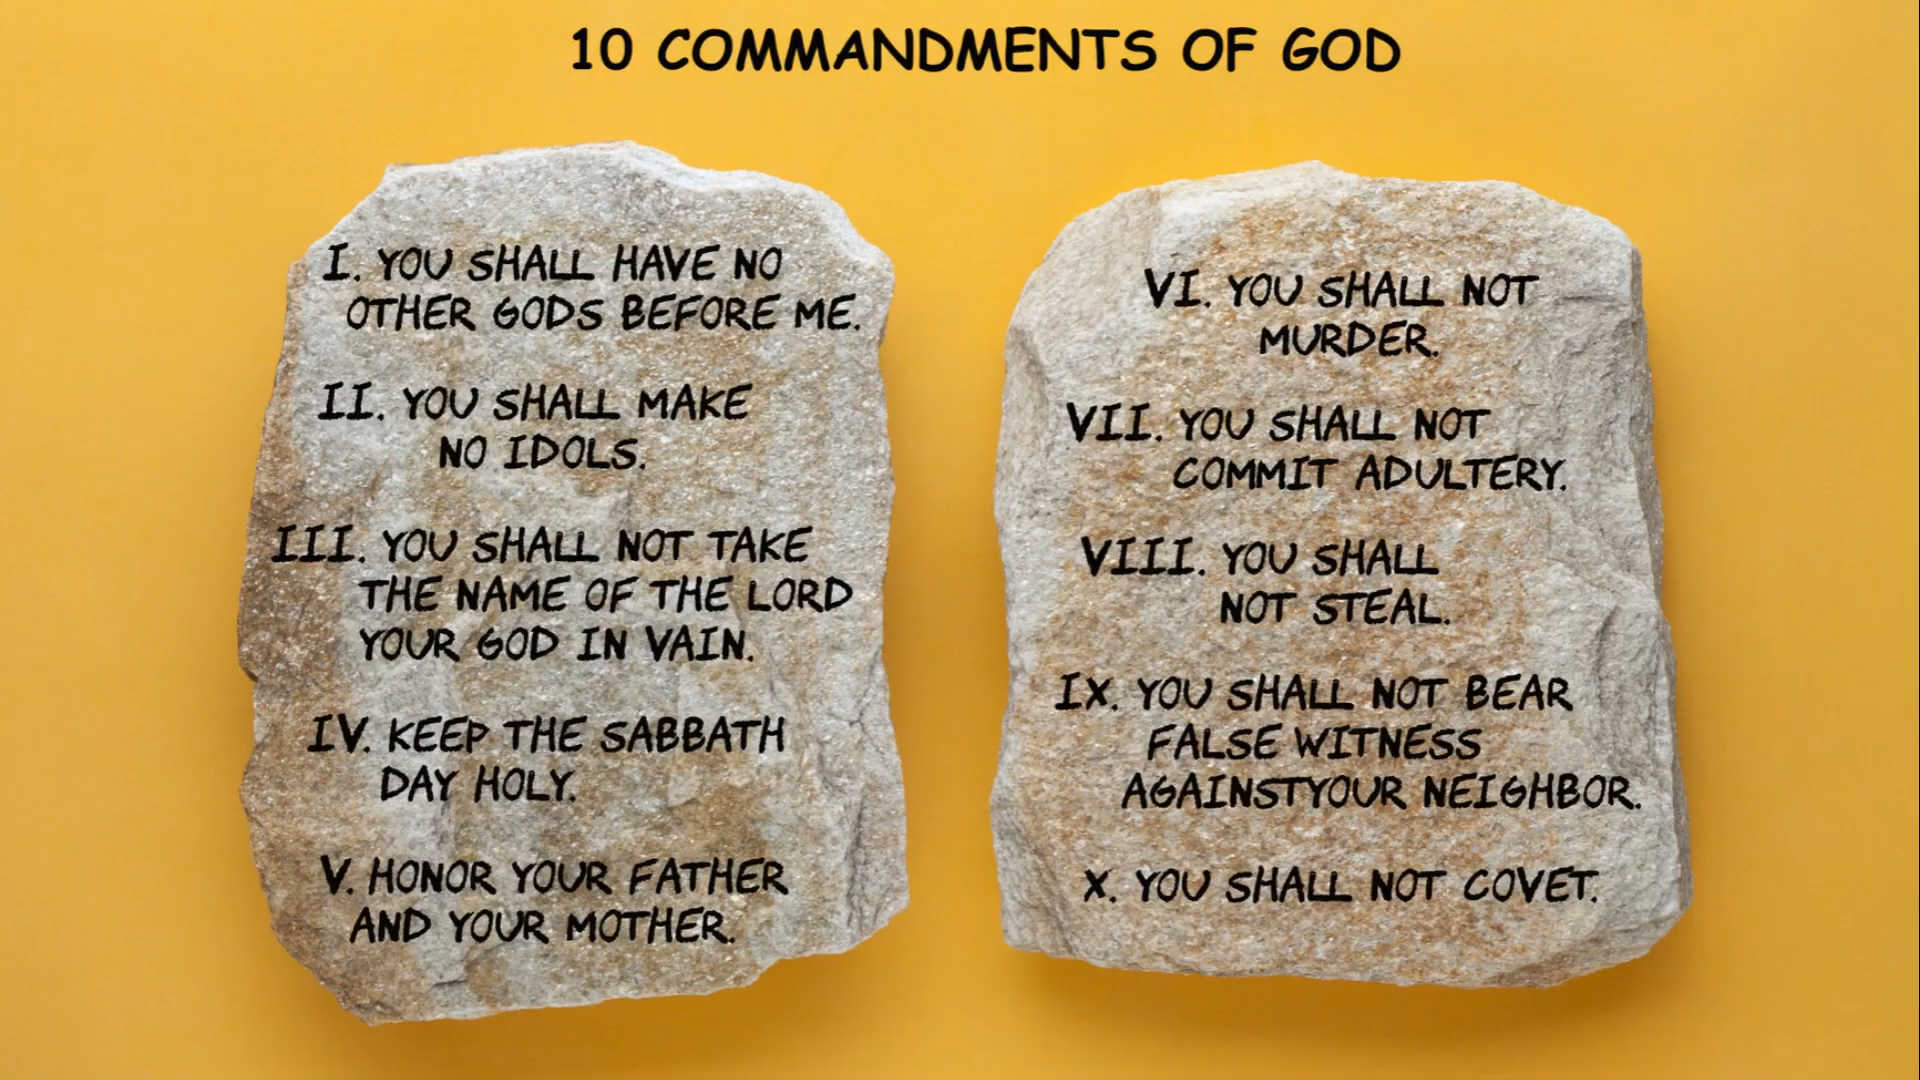 10 COMMANDMENTS OF GOD
I. YOU SHALL HAVE NO
OTHER GODS BEFORE ME.
II. YOU SHALL MAKE
NO IDOLS.
III. YOU SHALL NOT TAKE
THE NAME OF THE LORD
YOUR GOD IN VAIN.
IV. KEEP THE SABBATH
DAY HOLY.
V. HONOR YOUR FATHER
AND YOUR MOTHER.
VI. YOU SHALL NOT
MURDER.
VII. YOU SHALL NOT
COMMIT ADULTERY.
VIII. YOU SHALL
NOT STEAL.
IX. YOU SHALL NOT BEAR
FALSE WITNESS
AGAINSTYOUR NEIGHBOR.
X. YOU SHALL NOT COVET.